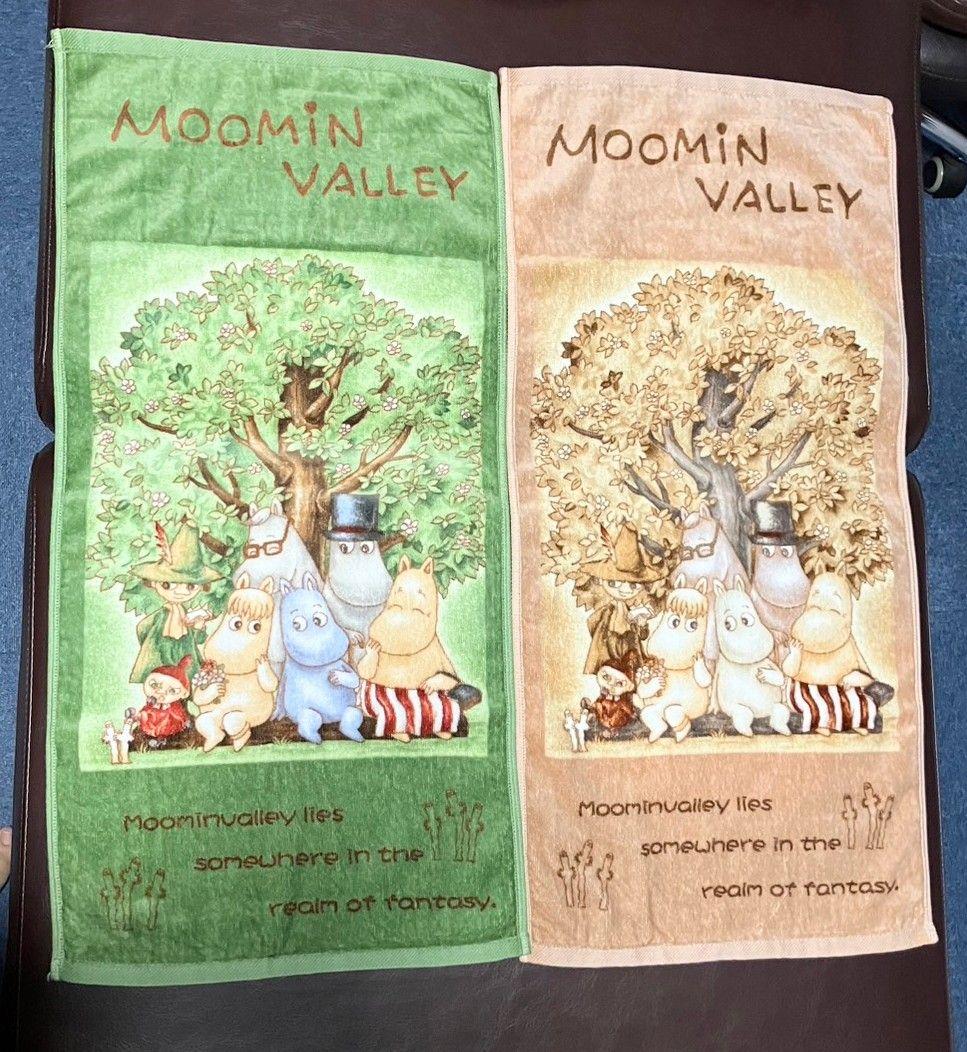 MOOMiN
VALLEY
Moominvalley lies
somewhere in the
realm of fantasy.
MOOMiN
VALLEY
Moominvalley lies
somewhere in the
realm of fantasy.